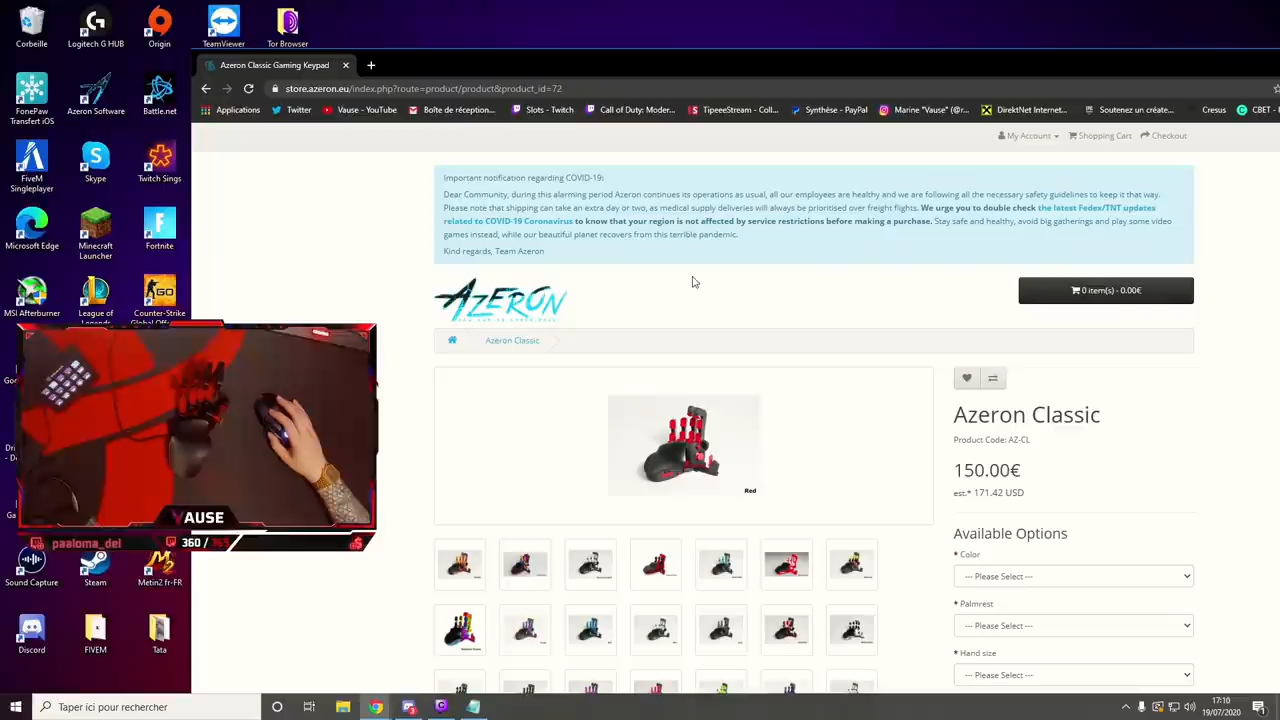 Corbeille
Logitech G HUB
Origin
TeamViewer
Tor Browser
Azeron Classic Gaming Keypad
store.azeron.eu/index.php?route=product/product&product_id=72
Applications
Twitter
Vause - YouTube
Boîte de réception...
Slots - Twitch
Call of Duty: Moder...
TipeeeStream - Coll...
Synthèse - PayPal
Marine "Vause" (@r...
DirektNet Internet...
Soutenez un créate...
Cresus
CBET -
FonePaw
Transfert iOS
Azeron Software
Battle.net
My Account
Shopping Cart
Checkout
FiveM
Singleplayer
Skype
Twitch Sings
Important notification regarding COVID-19:
Dear Community, during this alarming period Azeron continues its operations as usual, all our employees are healthy and we are following all the necessary safety guidelines to keep it that way.
Please note that shipping can take an extra day or two, as medical supply deliveries will always be prioritised over freight flights. We urge you to double check the latest Fedex/TNT updates
related to COVID-19 Coronavirus to know that your region is not affected by service restrictions before making a purchase. Stay safe and healthy, avoid big gatherings and play some video
games instead, while our beautiful planet recovers from this terrible pandemic.
Kind regards, Team Azeron
Microsoft Edge
Minecraft
Launcher
Fortnite
AZERON
0 item(s) - 0.00€
MSI Afterburner
League of
Legends
Counter-Strike
Global Off...
Azeron Classic
Red
Azeron Classic
Product Code: AZ-CL
150.00€
est.* 171.42 USD
Available Options
* Color
--- Please Select ---
* Palmrest
--- Please Select ---
* Hand size
--- Please Select ---
VAUSE
paaloma_del
360 / 365
Sound Capture
Steam
Metin2 fr-FR
Discord
FIVEM
Tata
Taper ici pour rechercher
17:10
19/07/2020